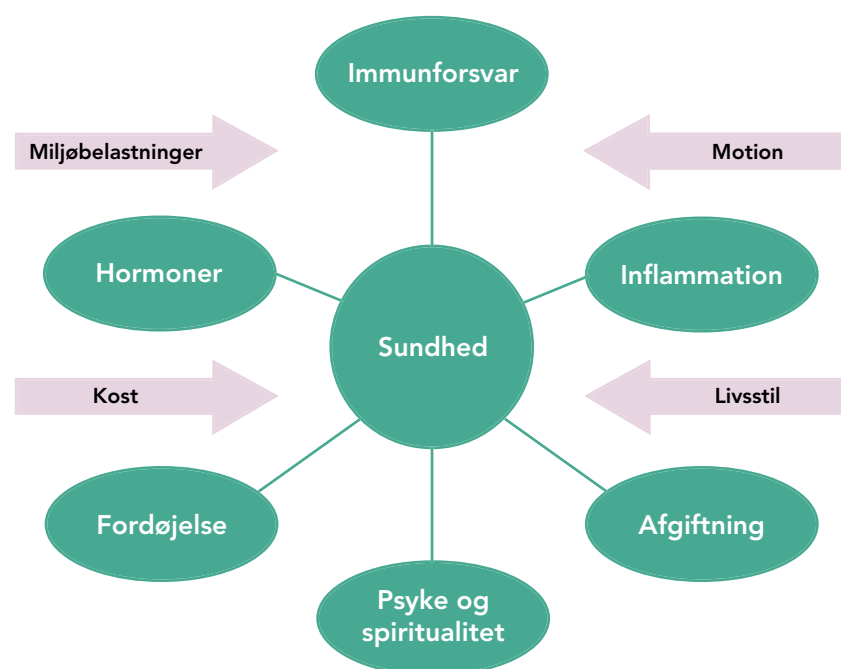 Immunforsvar
Miljøbelastninger
Motion
Hormoner
Inflammation
Sundhed
Kost
Livsstil
Fordøjelse
Afgiftning
Psyke og
spiritualitet